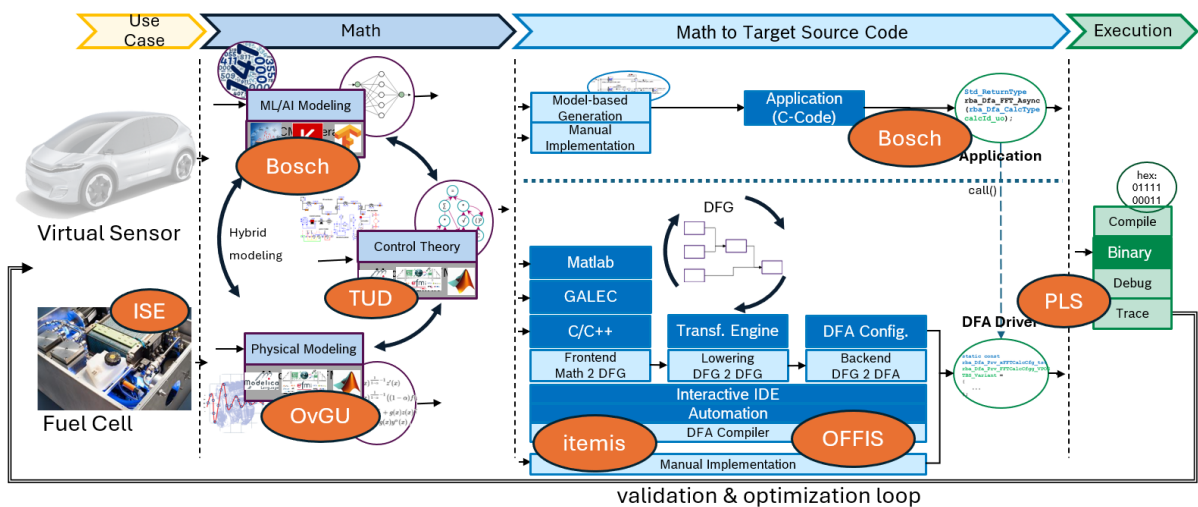 Use
Case
Math
Math to Target Source Code
Execution
ML/AI Modeling
Bosch
Virtual Sensor
Hybrid
modeling
Control Theory
TUD
ISE
Fuel Cell
Physical Modeling
Modelica
OvGU
Model-based
Generation
Manual
Implementation
Application
(C-Code)
Bosch
Std_ReturnType
rba_Dfa_FFT_Async
(rba_Dfa_CalcType
calcId_uo);
Application
call()
DFG
Matlab
GALEC
C/C++
Frontend
Math 2 DFG
Transf. Engine
Lowering
DFG 2 DFG
DFA Config.
Backend
DFG 2 DFA
Interactive IDE
Automation
DFA Compiler
itemis
OFFIS
Manual Implementation
DFA Driver
static const
hex:
01111
00011
Compile
Binary
Debug
Trace
PLS
validation & optimization loop